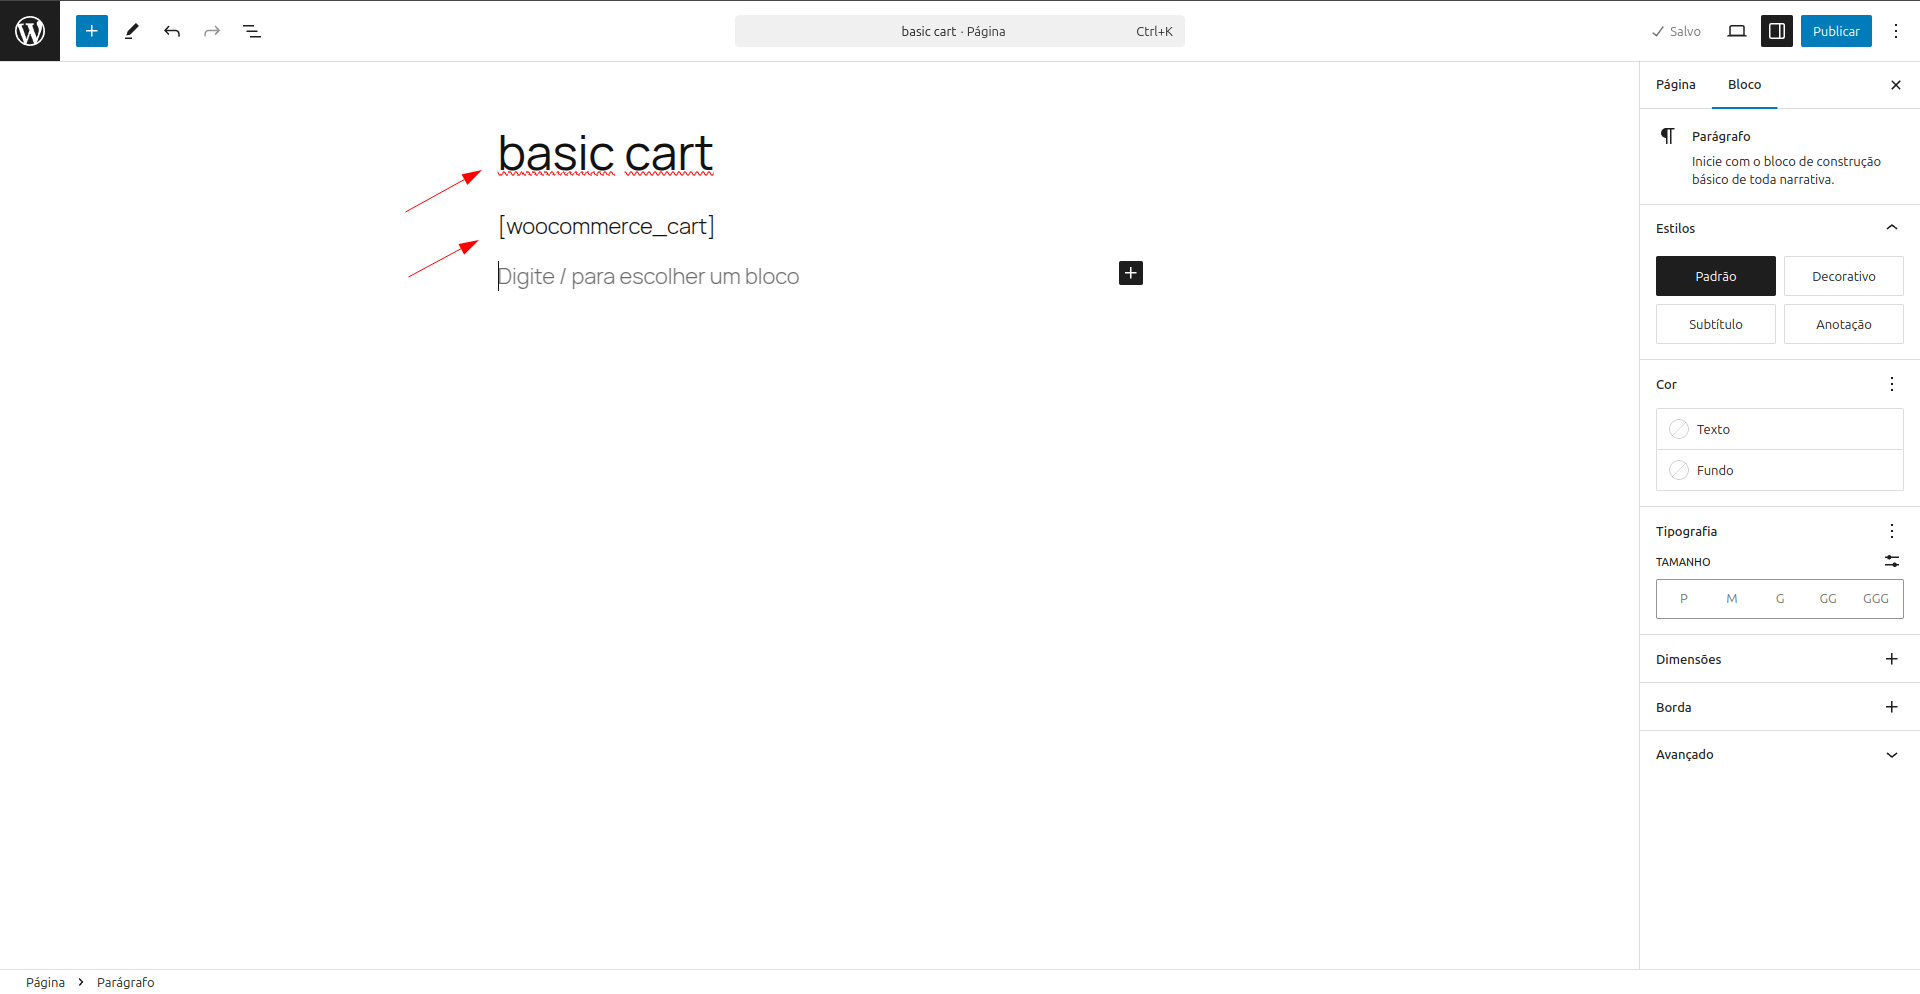 basic cart · Página Ctrl+K
Salvo
Publicar
basic cart
[woocommerce_cart]
Digite / para escolher um bloco
Página Bloco
Parágrafo
Inicie com o bloco de construção
básico de toda narrativa.
Estilos
Padrão Decorativo
Subtítulo Anotação
Cor
Texto
Fundo
Tipografia
TAMANHO
P M G GG GGG
Dimensões
Borda
Avançado
Página Parágrafo